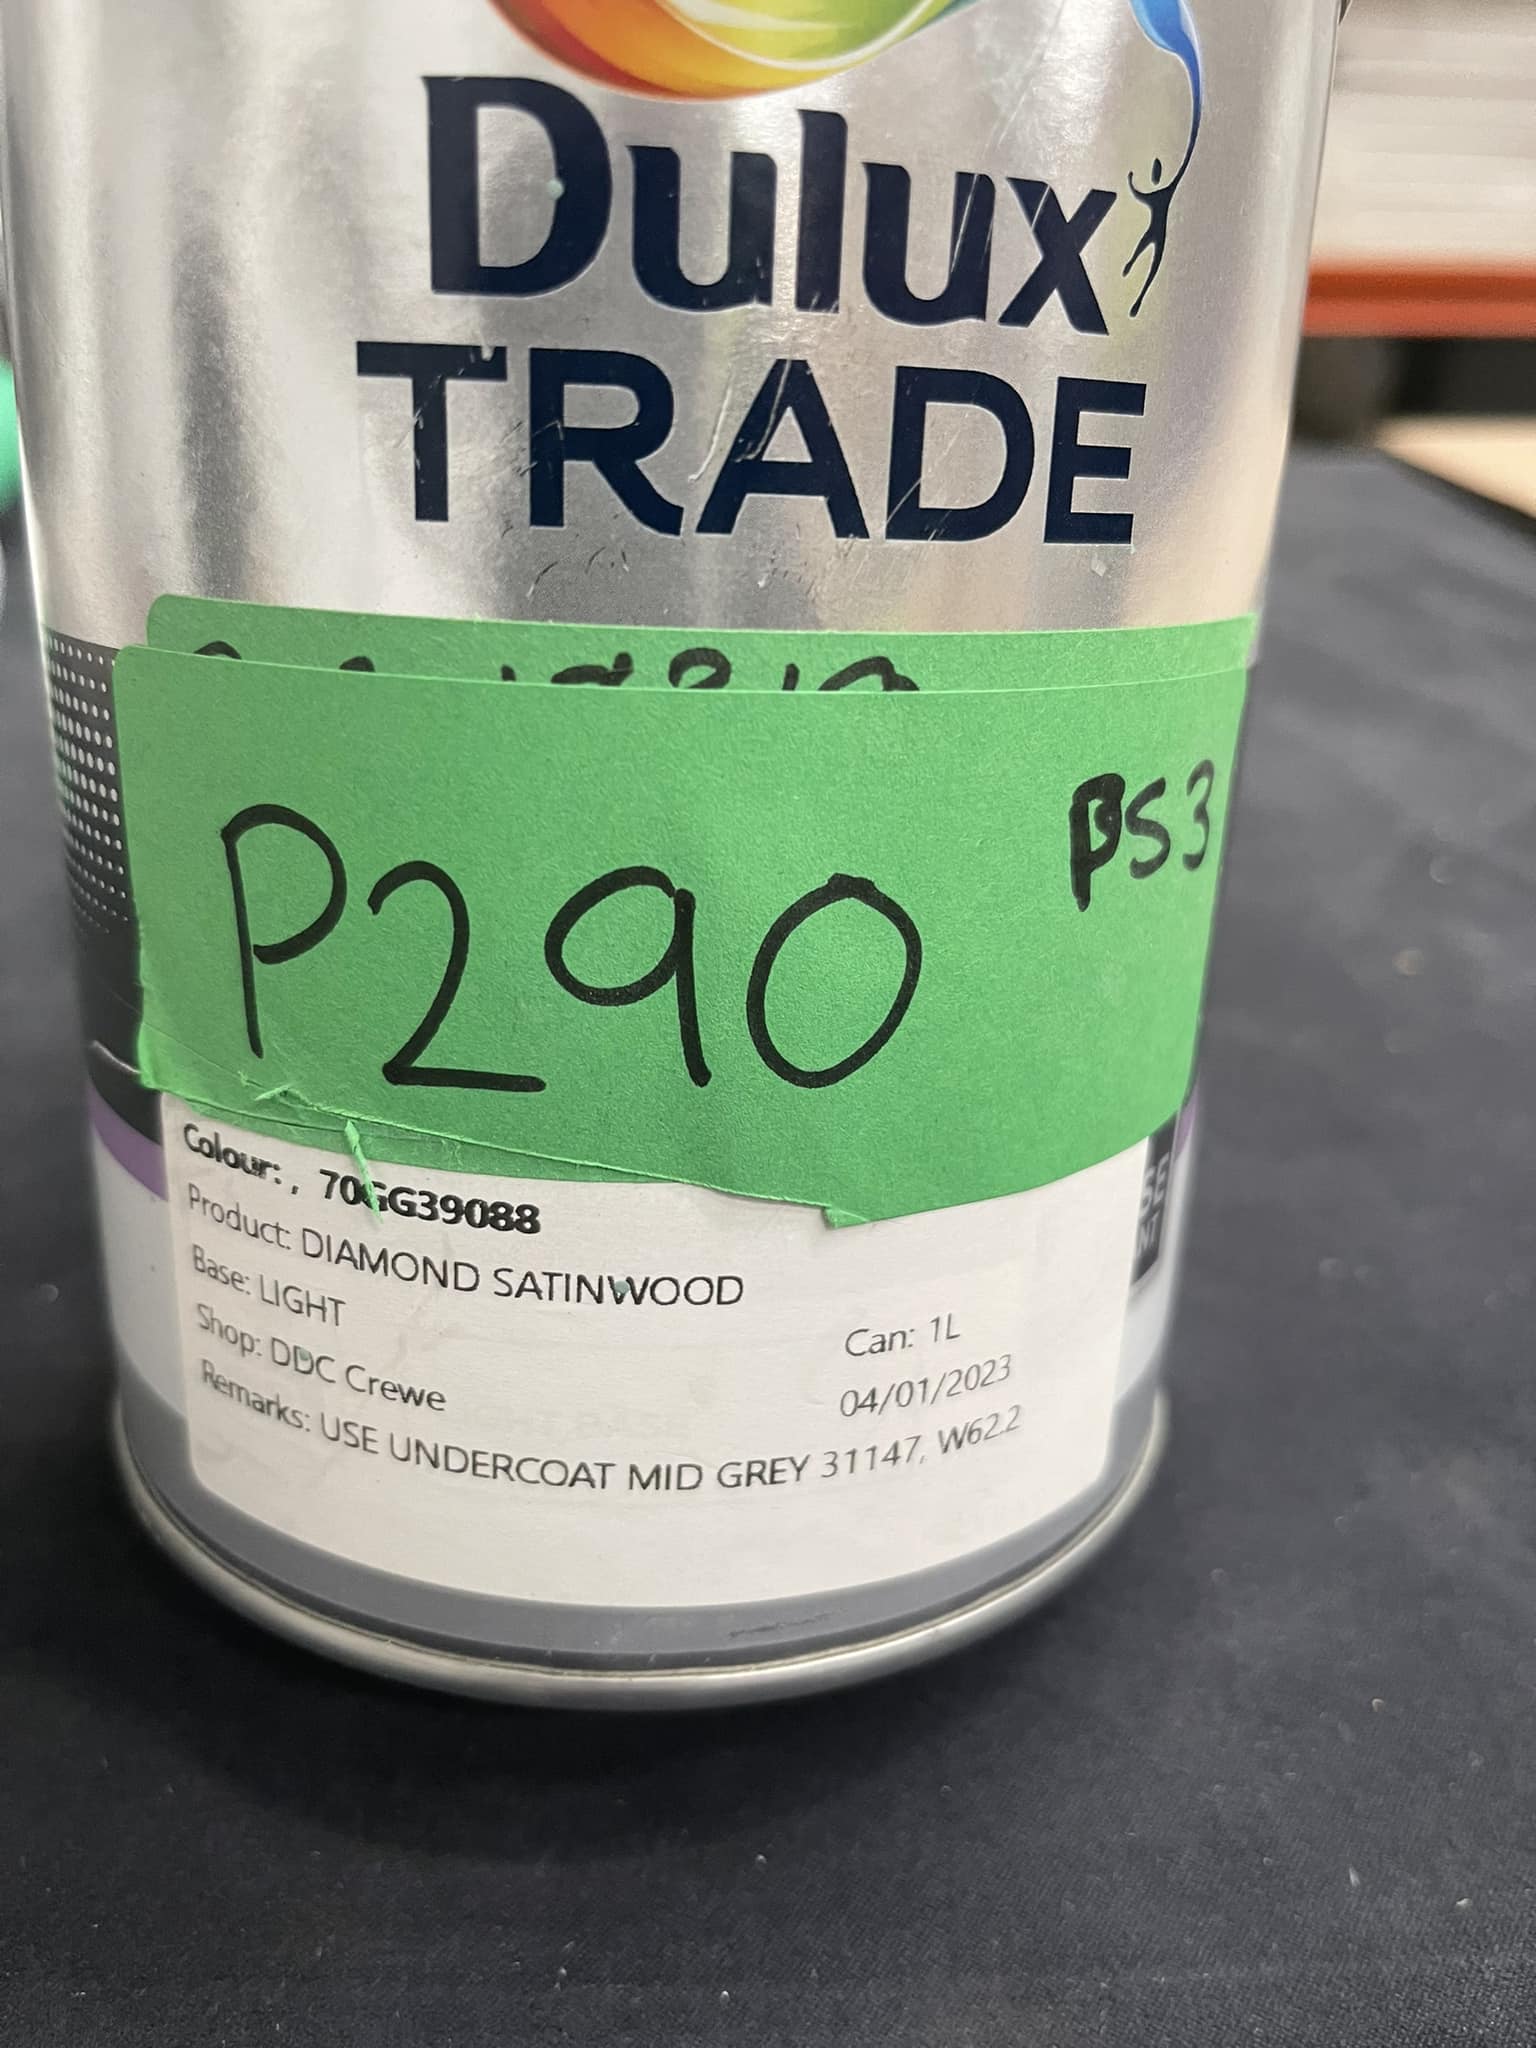 Dulux
TRADE
P290
BS3
Colour: , 70GG39088
Product: DIAMOND SATINWOOD
Base: LIGHT
Can: 1L
Shop: DDC Crewe
04/01/2023
Remarks: USE UNDERCOAT MID GREY 31147, W62.2